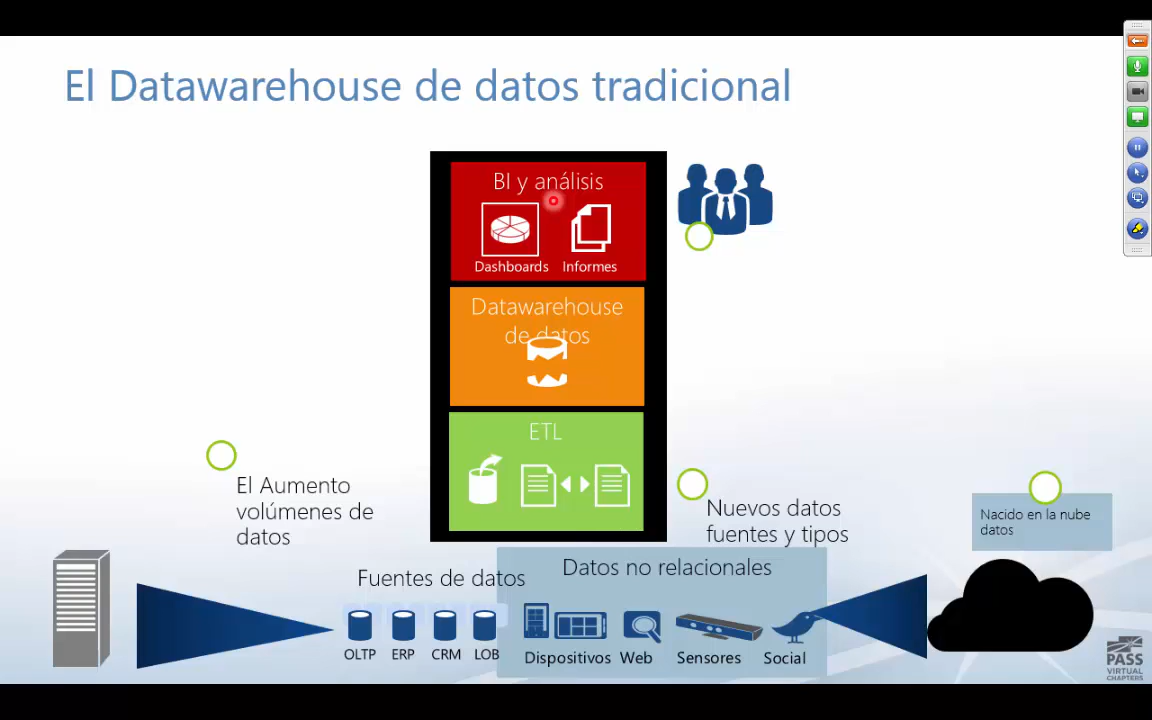 El Datawarehouse de datos tradicional
BI y análisis
Dashboards Informes
Datawarehouse
de datos
ETL
El Aumento
volúmenes de
datos
Nuevos datos
fuentes y tipos
Nacido en la nube
datos
Fuentes de datos
Datos no relacionales
OLTP ERP CRM LOB
Dispositivos Web Sensores Social
PASS
VIRTUAL
CHAPTERS